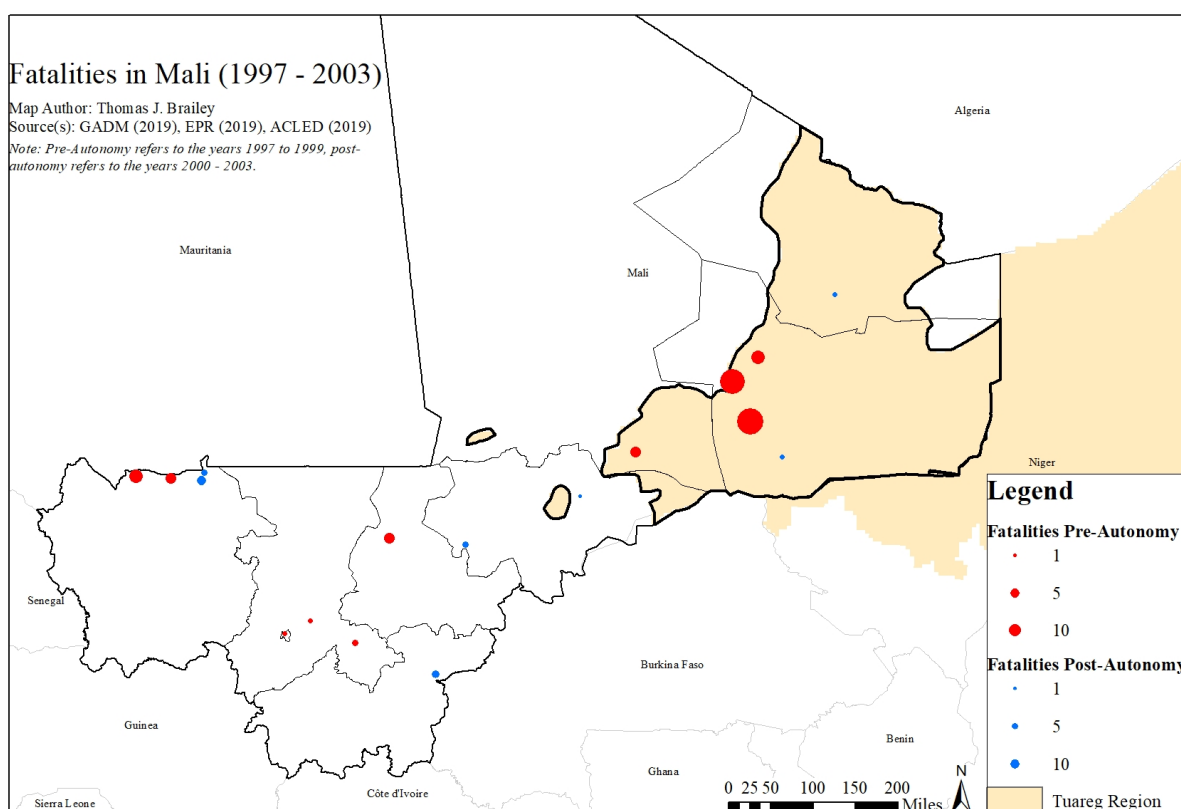 Fatalities in Mali (1997 - 2003)
Map Author: Thomas J. Brailey
Source(s): GADM (2019), EPR (2019), ACLED (2019)
Note: Pre-Autonomy refers to the years 1997 to 1999, post-
autonomy refers to the years 2000 - 2003.
Algeria
Mauritania
Mali
Niger
Senegal
Burkina Faso
Guinea
Benin
Ghana
Côte d'Ivoire
Sierra Leone
Legend
Fatalities Pre-Autonomy
1
5
10
Fatalities Post-Autonomy
1
5
10
Tuareg Region
N
0 25 50 100 150 200
Miles